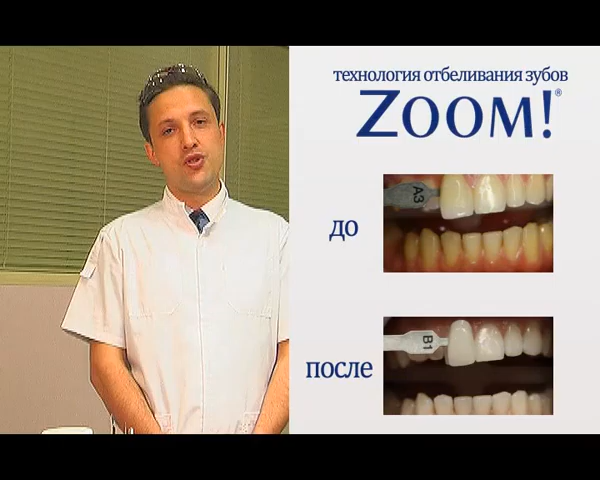 технология отбеливания зубов
ZOOM!®
до
A3
после
B1